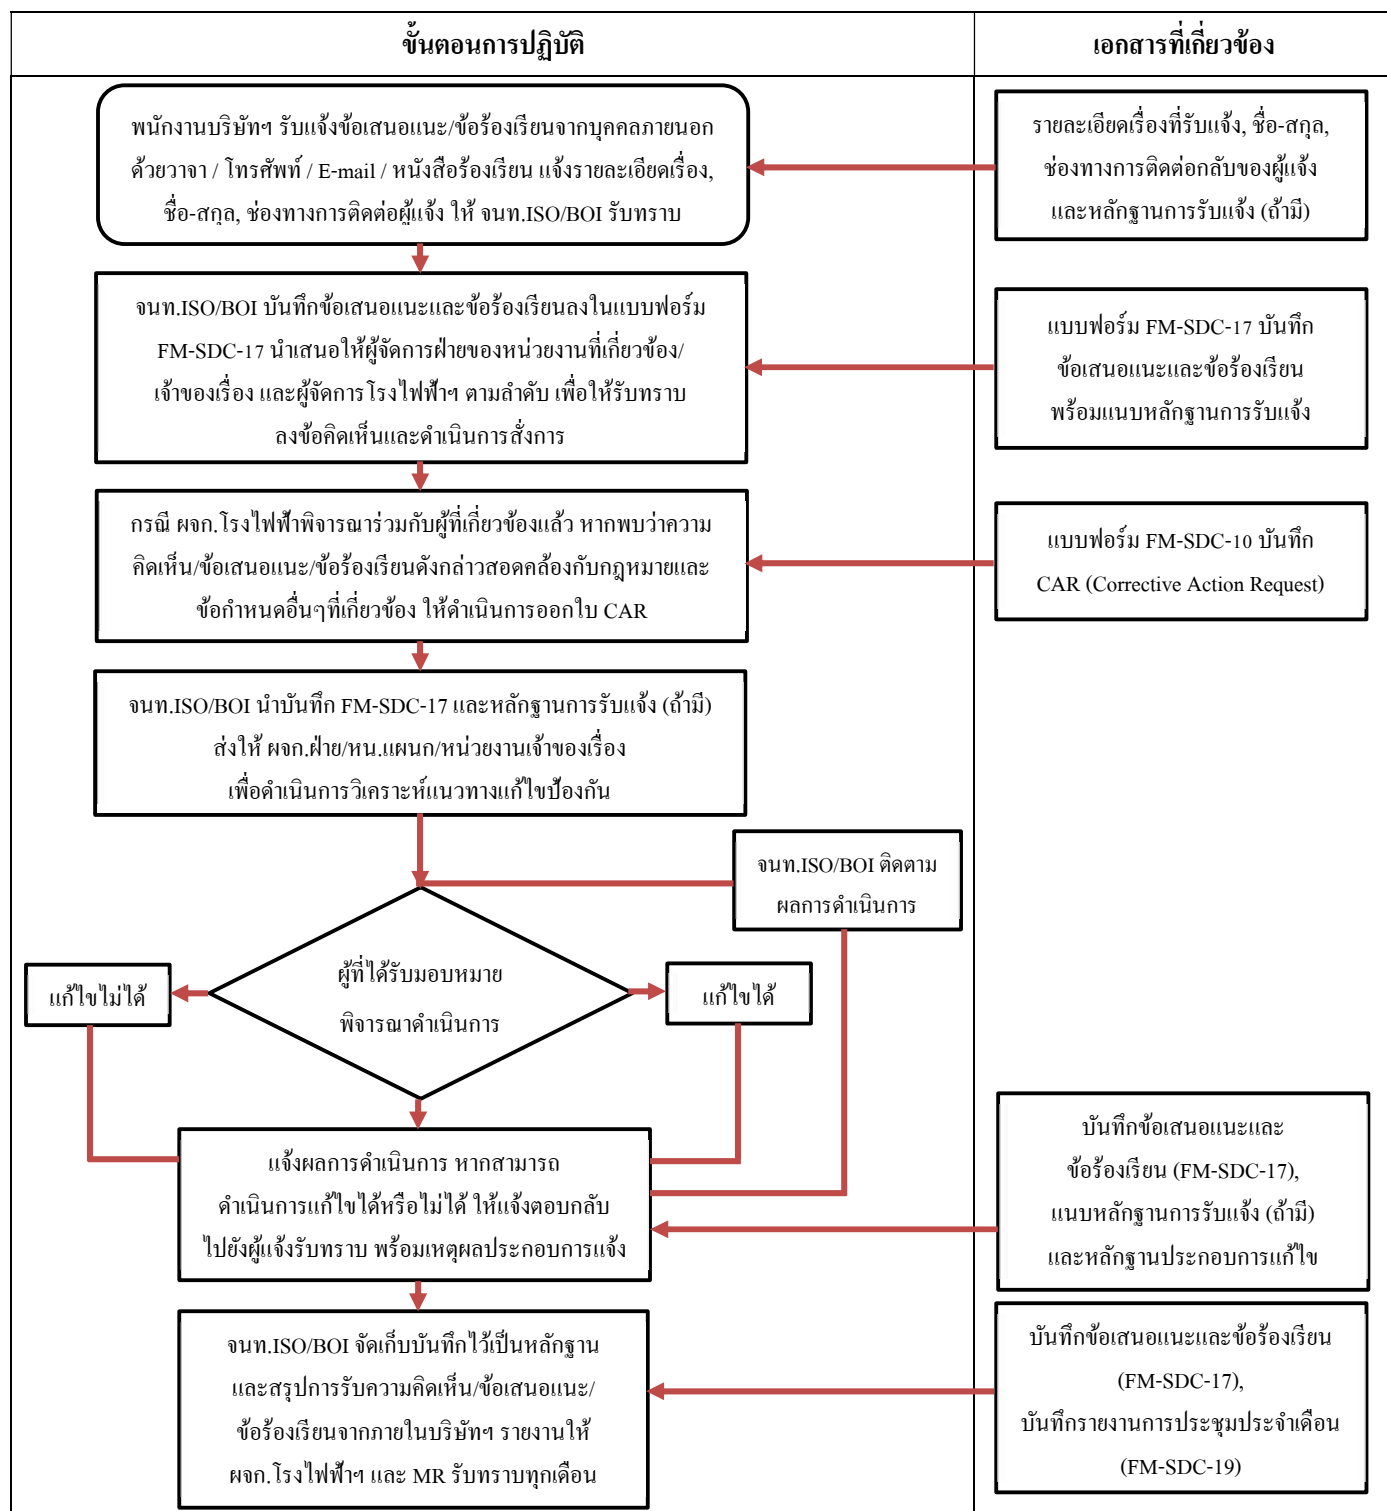 ขั้นตอนการปฏิบัติ
เอกสารที่เกี่ยวข้อง
พนักงานบริษัทฯ รับแจ้งข้อเสนอแนะ/ข้อร้องเรียนจากบุคคลภายนอก
ด้วยวาจา / โทรศัพท์ / E-mail / หนังสือร้องเรียน แจ้งรายละเอียดเรื่อง,
ชื่อ-สกุล, ช่องทางการติดต่อผู้แจ้ง ให้ จนท.ISO/BOI รับทราบ
รายละเอียดเรื่องที่รับแจ้ง, ชื่อ-สกุล,
ช่องทางการติดต่อกลับของผู้แจ้ง
และหลักฐานการรับแจ้ง (ถ้ามี)
จนท.ISO/BOI บันทึกข้อเสนอแนะและข้อร้องเรียนลงในแบบฟอร์ม
FM-SDC-17 นำเสนอให้ผู้จัดการฝ่ายของหน่วยงานที่เกี่ยวข้อง/
เจ้าของเรื่อง และผู้จัดการโรงไฟฟ้าฯ ตามลำดับ เพื่อให้รับทราบ
ลงข้อคิดเห็นและดำเนินการสั่งการ
แบบฟอร์ม FM-SDC-17 บันทึก
ข้อเสนอแนะและข้อร้องเรียน
พร้อมแนบหลักฐานการรับแจ้ง
กรณี ผจก.โรงไฟฟ้าพิจารณาร่วมกับผู้ที่เกี่ยวข้องแล้ว หากพบว่าความ
คิดเห็น/ข้อเสนอแนะ/ข้อร้องเรียนดังกล่าวสอดคล้องกับกฎหมายและ
ข้อกำหนดอื่นๆที่เกี่ยวข้อง ให้ดำเนินการออกใบ CAR
แบบฟอร์ม FM-SDC-10 บันทึก
CAR (Corrective Action Request)
จนท.ISO/BOI นำบันทึก FM-SDC-17 และหลักฐานการรับแจ้ง (ถ้ามี)
ส่งให้ ผจก.ฝ่าย/หน.แผนก/หน่วยงานเจ้าของเรื่อง
เพื่อดำเนินการวิเคราะห์แนวทางแก้ไขป้องกัน
จนท.ISO/BOI ติดตาม
ผลการดำเนินการ
ผู้ที่ได้รับมอบหมาย
พิจารณาดำเนินการ
แก้ไขไม่ได้
แก้ไขได้
แจ้งผลการดำเนินการ หากสามารถ
ดำเนินการแก้ไขได้หรือไม่ได้ ให้แจ้งตอบกลับ
ไปยังผู้แจ้งรับทราบ พร้อมเหตุผลประกอบการแจ้ง
บันทึกข้อเสนอแนะและ
ข้อร้องเรียน (FM-SDC-17),
แนบหลักฐานการรับแจ้ง (ถ้ามี)
และหลักฐานประกอบการแก้ไข
จนท.ISO/BOI จัดเก็บบันทึกไว้เป็นหลักฐาน
และสรุปการรับความคิดเห็น/ข้อเสนอแนะ/
ข้อร้องเรียนจากภายในบริษัทฯ รายงานให้
ผจก.โรงไฟฟ้าฯ และ MR รับทราบทุกเดือน
บันทึกข้อเสนอแนะและข้อร้องเรียน
(FM-SDC-17),
บันทึกรายงานการประชุมประจำเดือน
(FM-SDC-19)